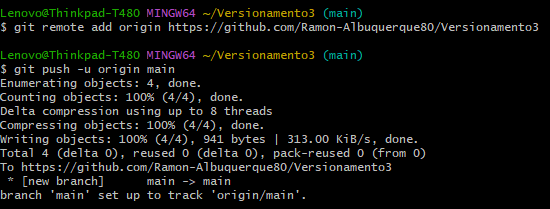 Lenovo@Thinkpad-T480 MINGW64 ~/Versionamento3 (main)
$ git remote add origin https://github.com/Ramon-Albuquerque80/Versionamento3
Lenovo@Thinkpad-T480 MINGW64 ~/Versionamento3 (main)
$ git push -u origin main
Enumerating objects: 4, done.
Counting objects: 100% (4/4), done.
Delta compression using up to 8 threads
Compressing objects: 100% (4/4), done.
Writing objects: 100% (4/4), 941 bytes | 313.00 KiB/s, done.
Total 4 (delta 0), reused 0 (delta 0), pack-reused 0 (from 0)
To https://github.com/Ramon-Albuquerque80/Versionamento3
 * [new branch]      main -> main
branch 'main' set up to track 'origin/main'.